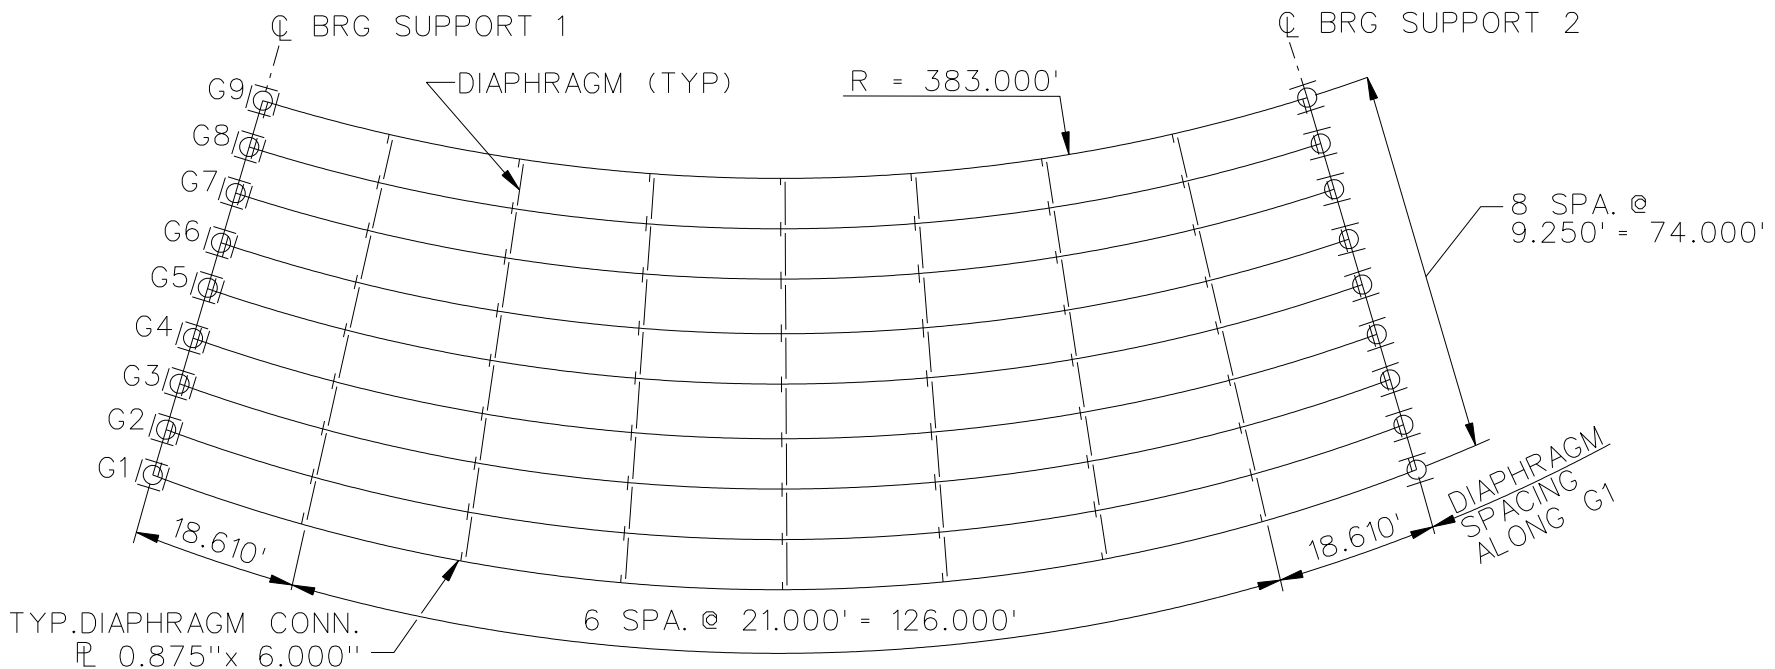 ℄ BRG SUPPORT 1
℄ BRG SUPPORT 2
DIAPHRAGM (TYP)
R = 383.000'
G9
G8
G7
G6
G5
G4
G3
G2
G1
8 SPA. @
9.250' = 74.000'
DIAPHRAGM
SPACING
ALONG G1
18.610'
18.610'
6 SPA. @ 21.000' = 126.000'
TYP.DIAPHRAGM CONN.
PL 0.875"x 6.000"